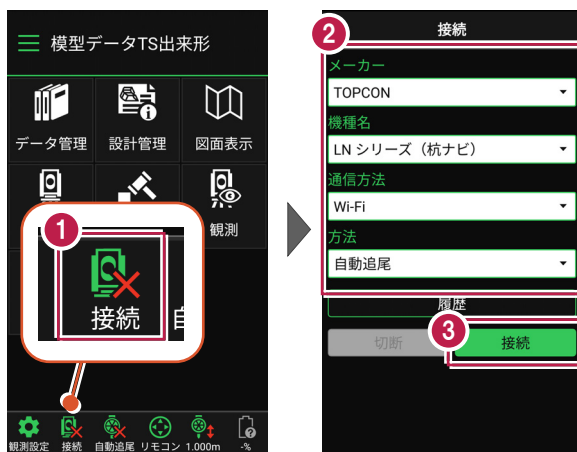 模型データTS出来形
データ管理
設計管理
図面表示
観測
1
接続
観測設定
接続
自動追尾
リモコン
1.000m
-%
2
接続
メーカー
TOPCON
機種名
LN シリーズ（杭ナビ）
通信方法
Wi-Fi
方法
自動追尾
履歴
3
切断
接続